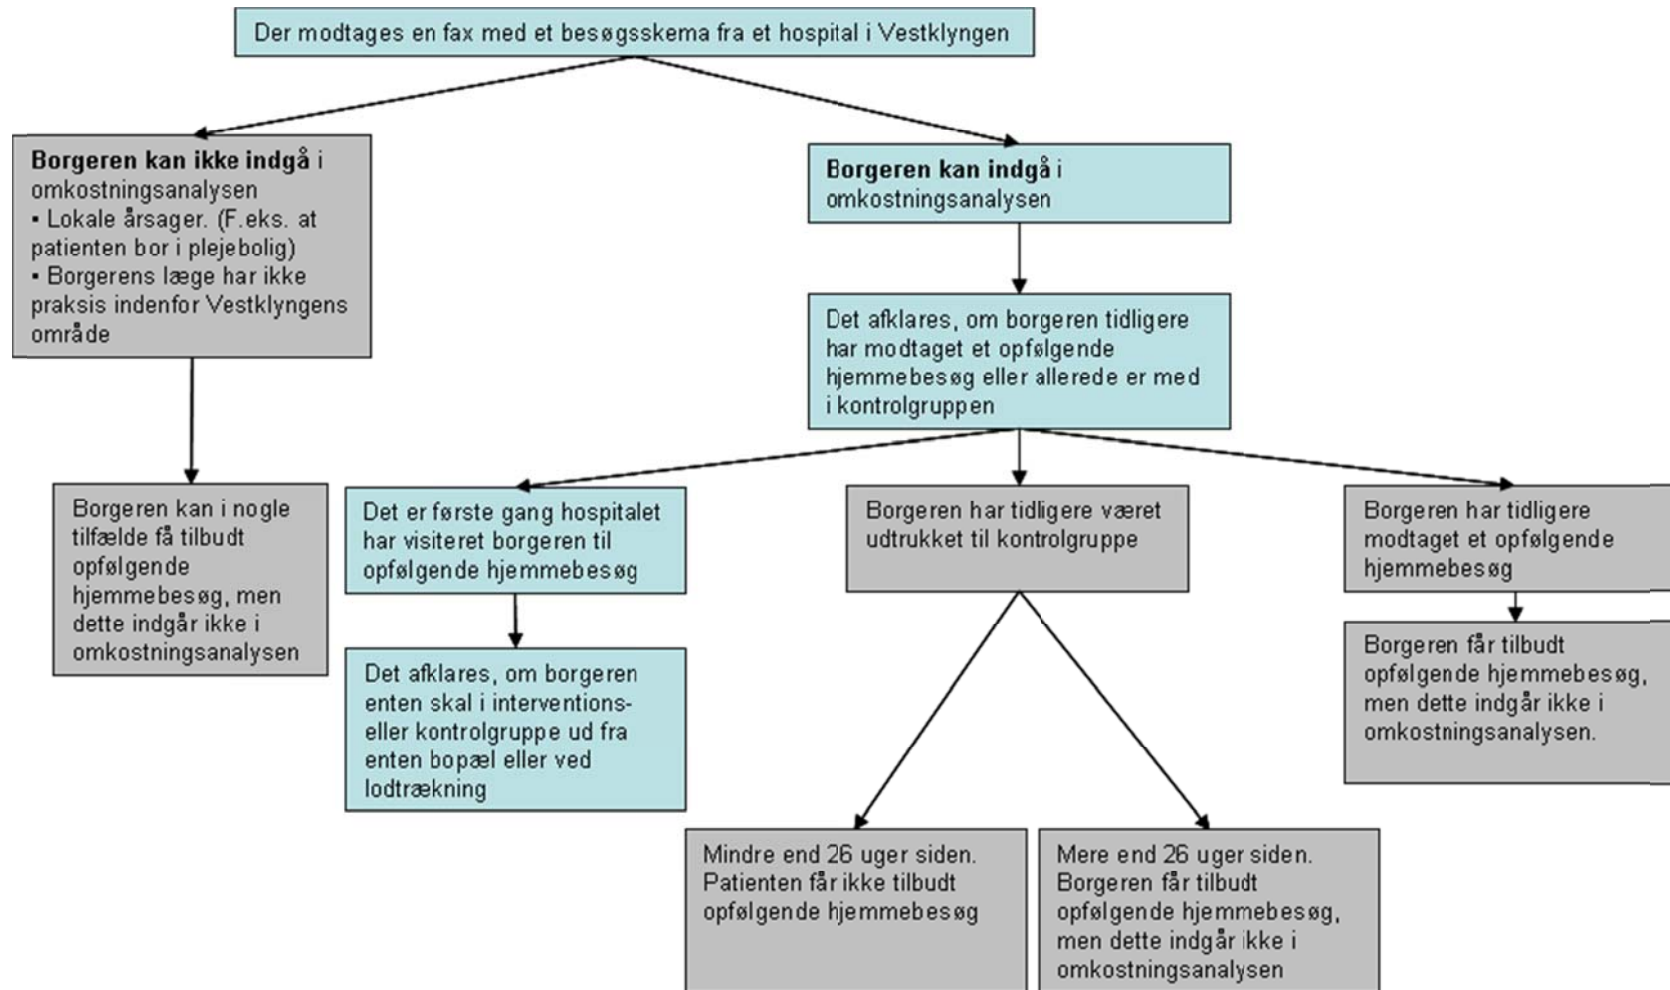 Der modtages en fax med et besøgsskema fra et hospital i Vestklyngen
Borgeren kan ikke indgå i
omkostningsanalysen
▪ Lokale årsager. (F.eks. at
patienten bor i plejebolig)
▪ Borgerens læge har ikke
praksis indenfor Vestklyngens
område
Borgeren kan indgå i
omkostningsanalysen
Det afklares, om borgeren tidligere
har modtaget et opfølgende
hjemmebesøg eller allerede er med
i kontrolgruppen
Borgeren kan i nogle
tilfælde få tilbudt
opfølgende
hjemmebesøg, men
dette indgår ikke i
omkostningsanalysen
Det er første gang hospitalet
har visiteret borgeren til
opfølgende hjemmebesøg
Borgeren har tidligere været
udtrukket til kontrolgruppe
Borgeren har tidligere
modtaget et opfølgende
hjemmebesøg
Det afklares, om borgeren
enten skal i interventions-
eller kontrolgruppe ud fra
enten bopæl eller ved
lodtrækning
Borgeren får tilbudt
opfølgende hjemmebesøg,
men dette indgår ikke i
omkostningsanalysen.
Mindre end 26 uger siden.
Patienten får ikke tilbudt
opfølgende hjemmebesøg
Mere end 26 uger siden.
Borgeren får tilbudt
opfølgende hjemmebesøg,
men dette indgår ikke i
omkostningsanalysen